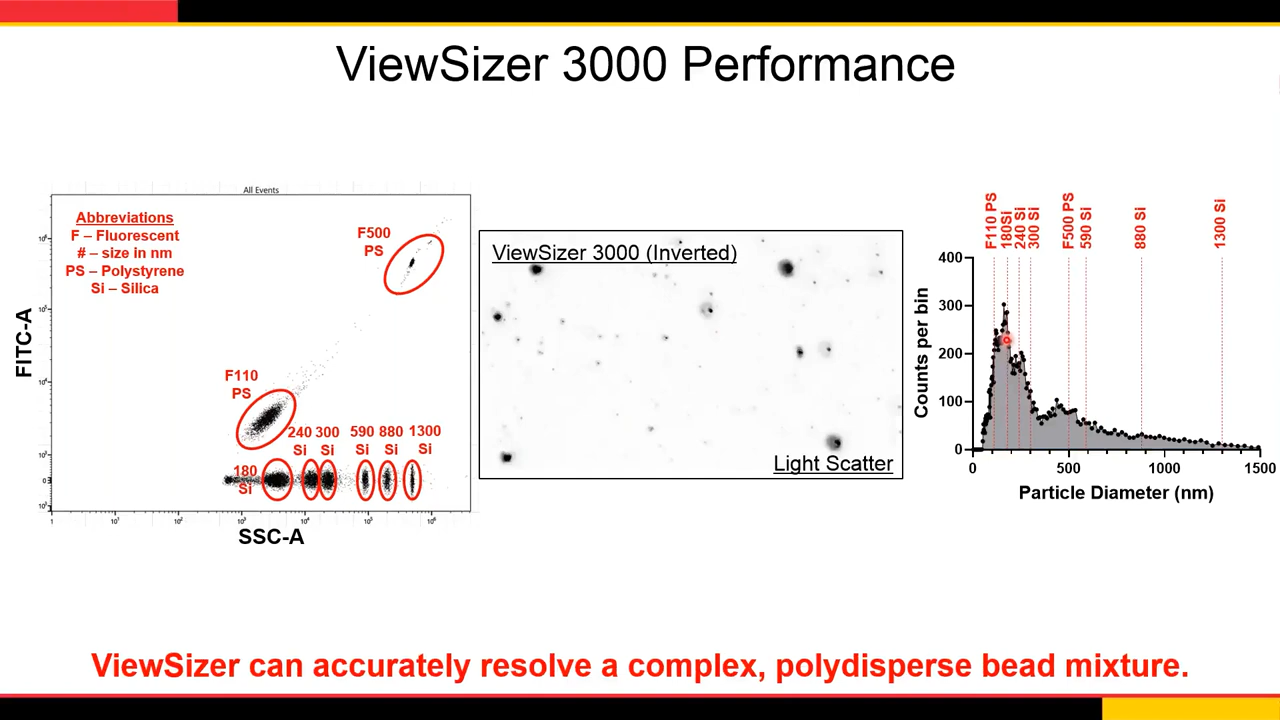 ViewSizer 3000 Performance
All Events
Abbreviations
F – Fluorescent
# – size in nm
PS – Polystyrene
Si – Silica
F500
PS
F110
PS
240 300 590 880 1300
Si Si Si Si Si
180
Si
FITC-A
SSC-A
ViewSizer 3000 (Inverted)
Light Scatter
F110 PS
180Si
240 Si
300 Si
F500 PS
590 Si
880 Si
1300 Si
400
300
200
100
0
Counts per bin
0 500 1000 1500
Particle Diameter (nm)
ViewSizer can accurately resolve a complex, polydisperse bead mixture.